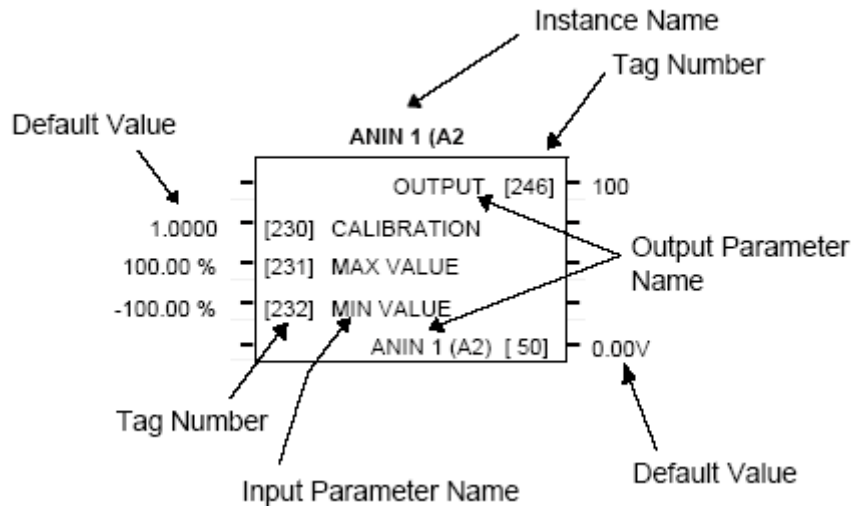 Instance Name
Tag Number
Default Value
ANIN 1 (A2
OUTPUT [246] 100
1.0000 [230] CALIBRATION
100.00 % [231] MAX VALUE
Output Parameter
Name
-100.00 % [232] MIN VALUE
ANIN 1 (A2) [ 50] 0.00V
Tag Number
Default Value
Input Parameter Name